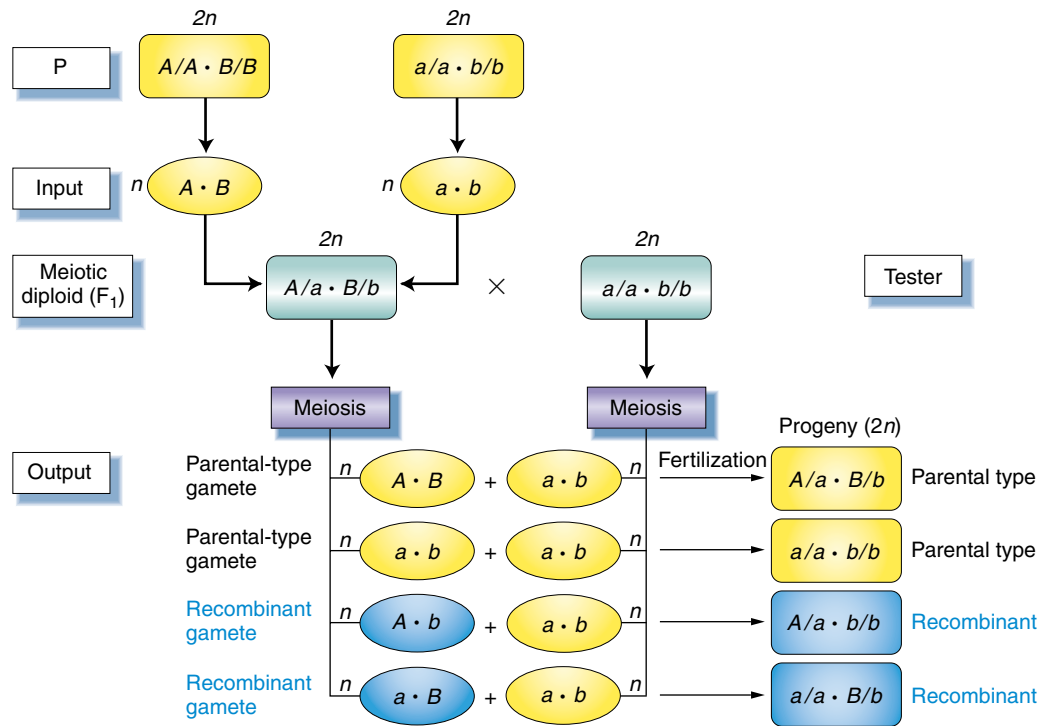 2n 2n
P A/A • B/B a/a • b/b
Input n A • B n a • b
2n 2n
Meiotic
diploid (F1) A/a • B/b × a/a • b/b Tester
Meiosis Meiosis
Progeny (2n)
Output Parental-type
gamete n A • B + a • b n Fertilization A/a • B/b Parental type
Parental-type
gamete n a • b + a • b n a/a • b/b Parental type
Recombinant
gamete n A • b + a • b n A/a • b/b Recombinant
Recombinant
gamete n a • B + a • b n a/a • B/b Recombinant